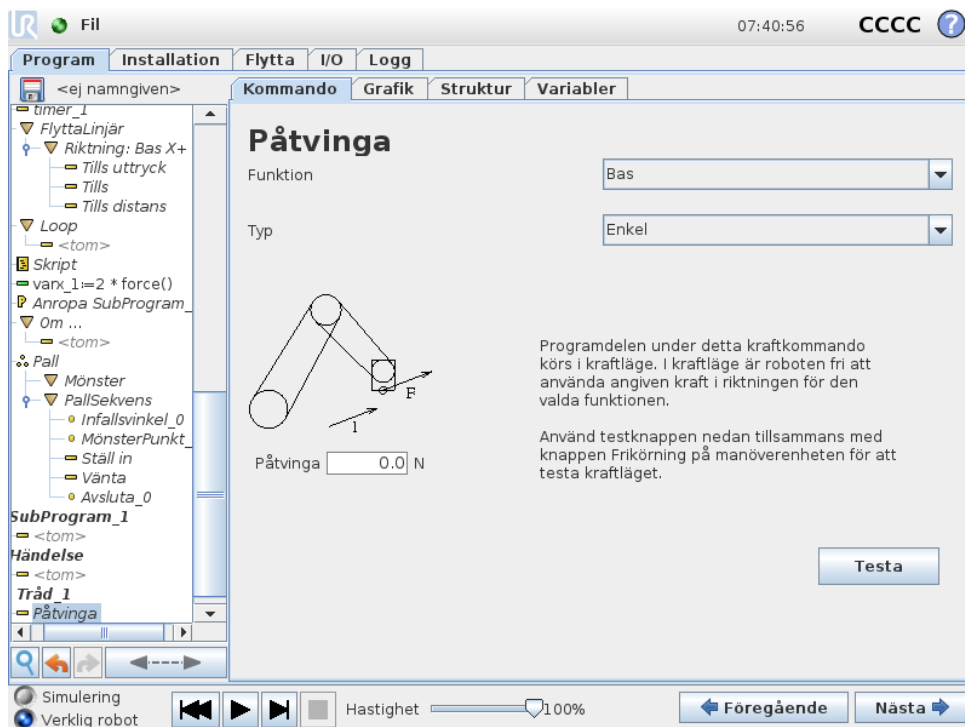 UR Fil 07:40:56 CCCC ?
Program Installation Flytta I/O Logg
<ej namngiven>
Kommando Grafik Struktur Variabler
timer_1
FlyttaLinjär
Riktning: Bas X+
Tills uttryck
Tills
Tills distans
Loop
<tom>
Skript
varx_1:=2 * force()
Anropa SubProgram_
Om ...
<tom>
Pall
Mönster
PallSekvens
Infallsvinkel_0
MönsterPunkt_
Ställ in
Vänta
Avsluta_0
SubProgram_1
<tom>
Händelse
<tom>
Tråd_1
Påtvinga
Påtvinga
Funktion
Bas
Typ
Enkel
F
1
Påtvinga 0.0 N
Programdelen under detta kraftkommando
körs i kraftläge. I kraftläge är roboten fri att
använda angiven kraft i riktningen för den
valda funktionen.
Använd testknappen nedan tillsammans med
knappen Frikörning på manöverenheten för att
testa kraftläget.
Testa
Simulering
Verklig robot
Hastighet 100%
Föregående
Nästa